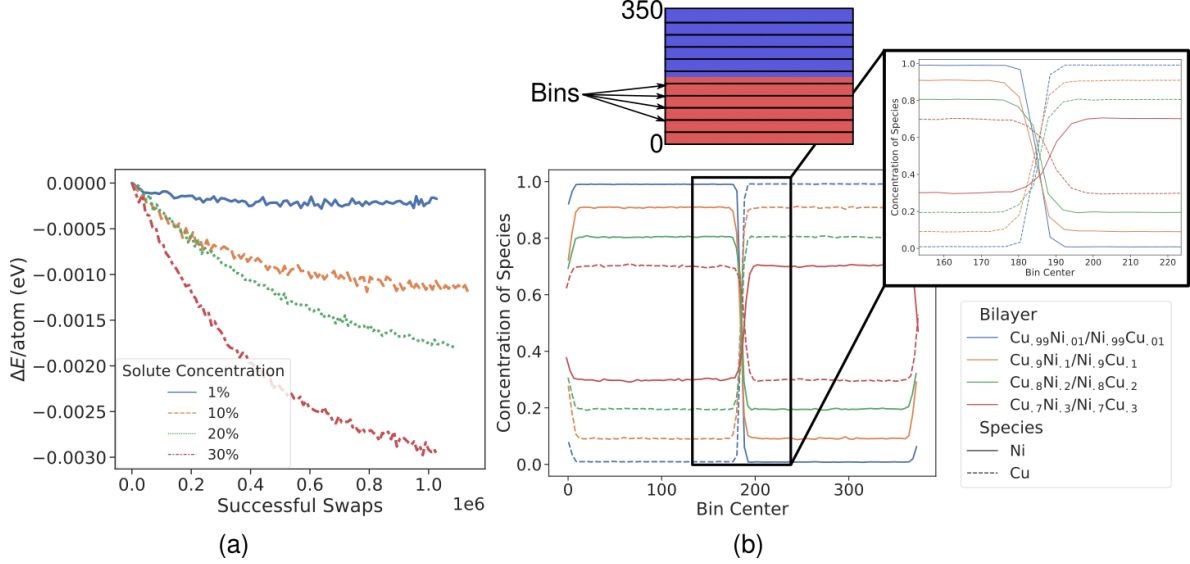 350
Bins
0
0.0000
−0.0005
−0.0010
−0.0015
−0.0020
−0.0025
−0.0030
ΔE/atom (eV)
Solute Concentration
1%
10%
20%
30%
0.0
0.2
0.4
0.6
0.8
1.0
1e6
Successful Swaps
(a)
1.0
0.8
0.6
0.4
0.2
0.0
Concentration of Species
0
100
200
300
Bin Center
(b)
1.0
0.8
0.6
0.4
0.2
0.0
Concentration of Species
160
170
180
190
200
210
220
Bin Center
Bilayer
Cu.99Ni.01/Ni.99Cu.01
Cu.9Ni.1/Ni.9Cu.1
Cu.8Ni.2/Ni.8Cu.2
Cu.7Ni.3/Ni.7Cu.3
Species
Ni
Cu